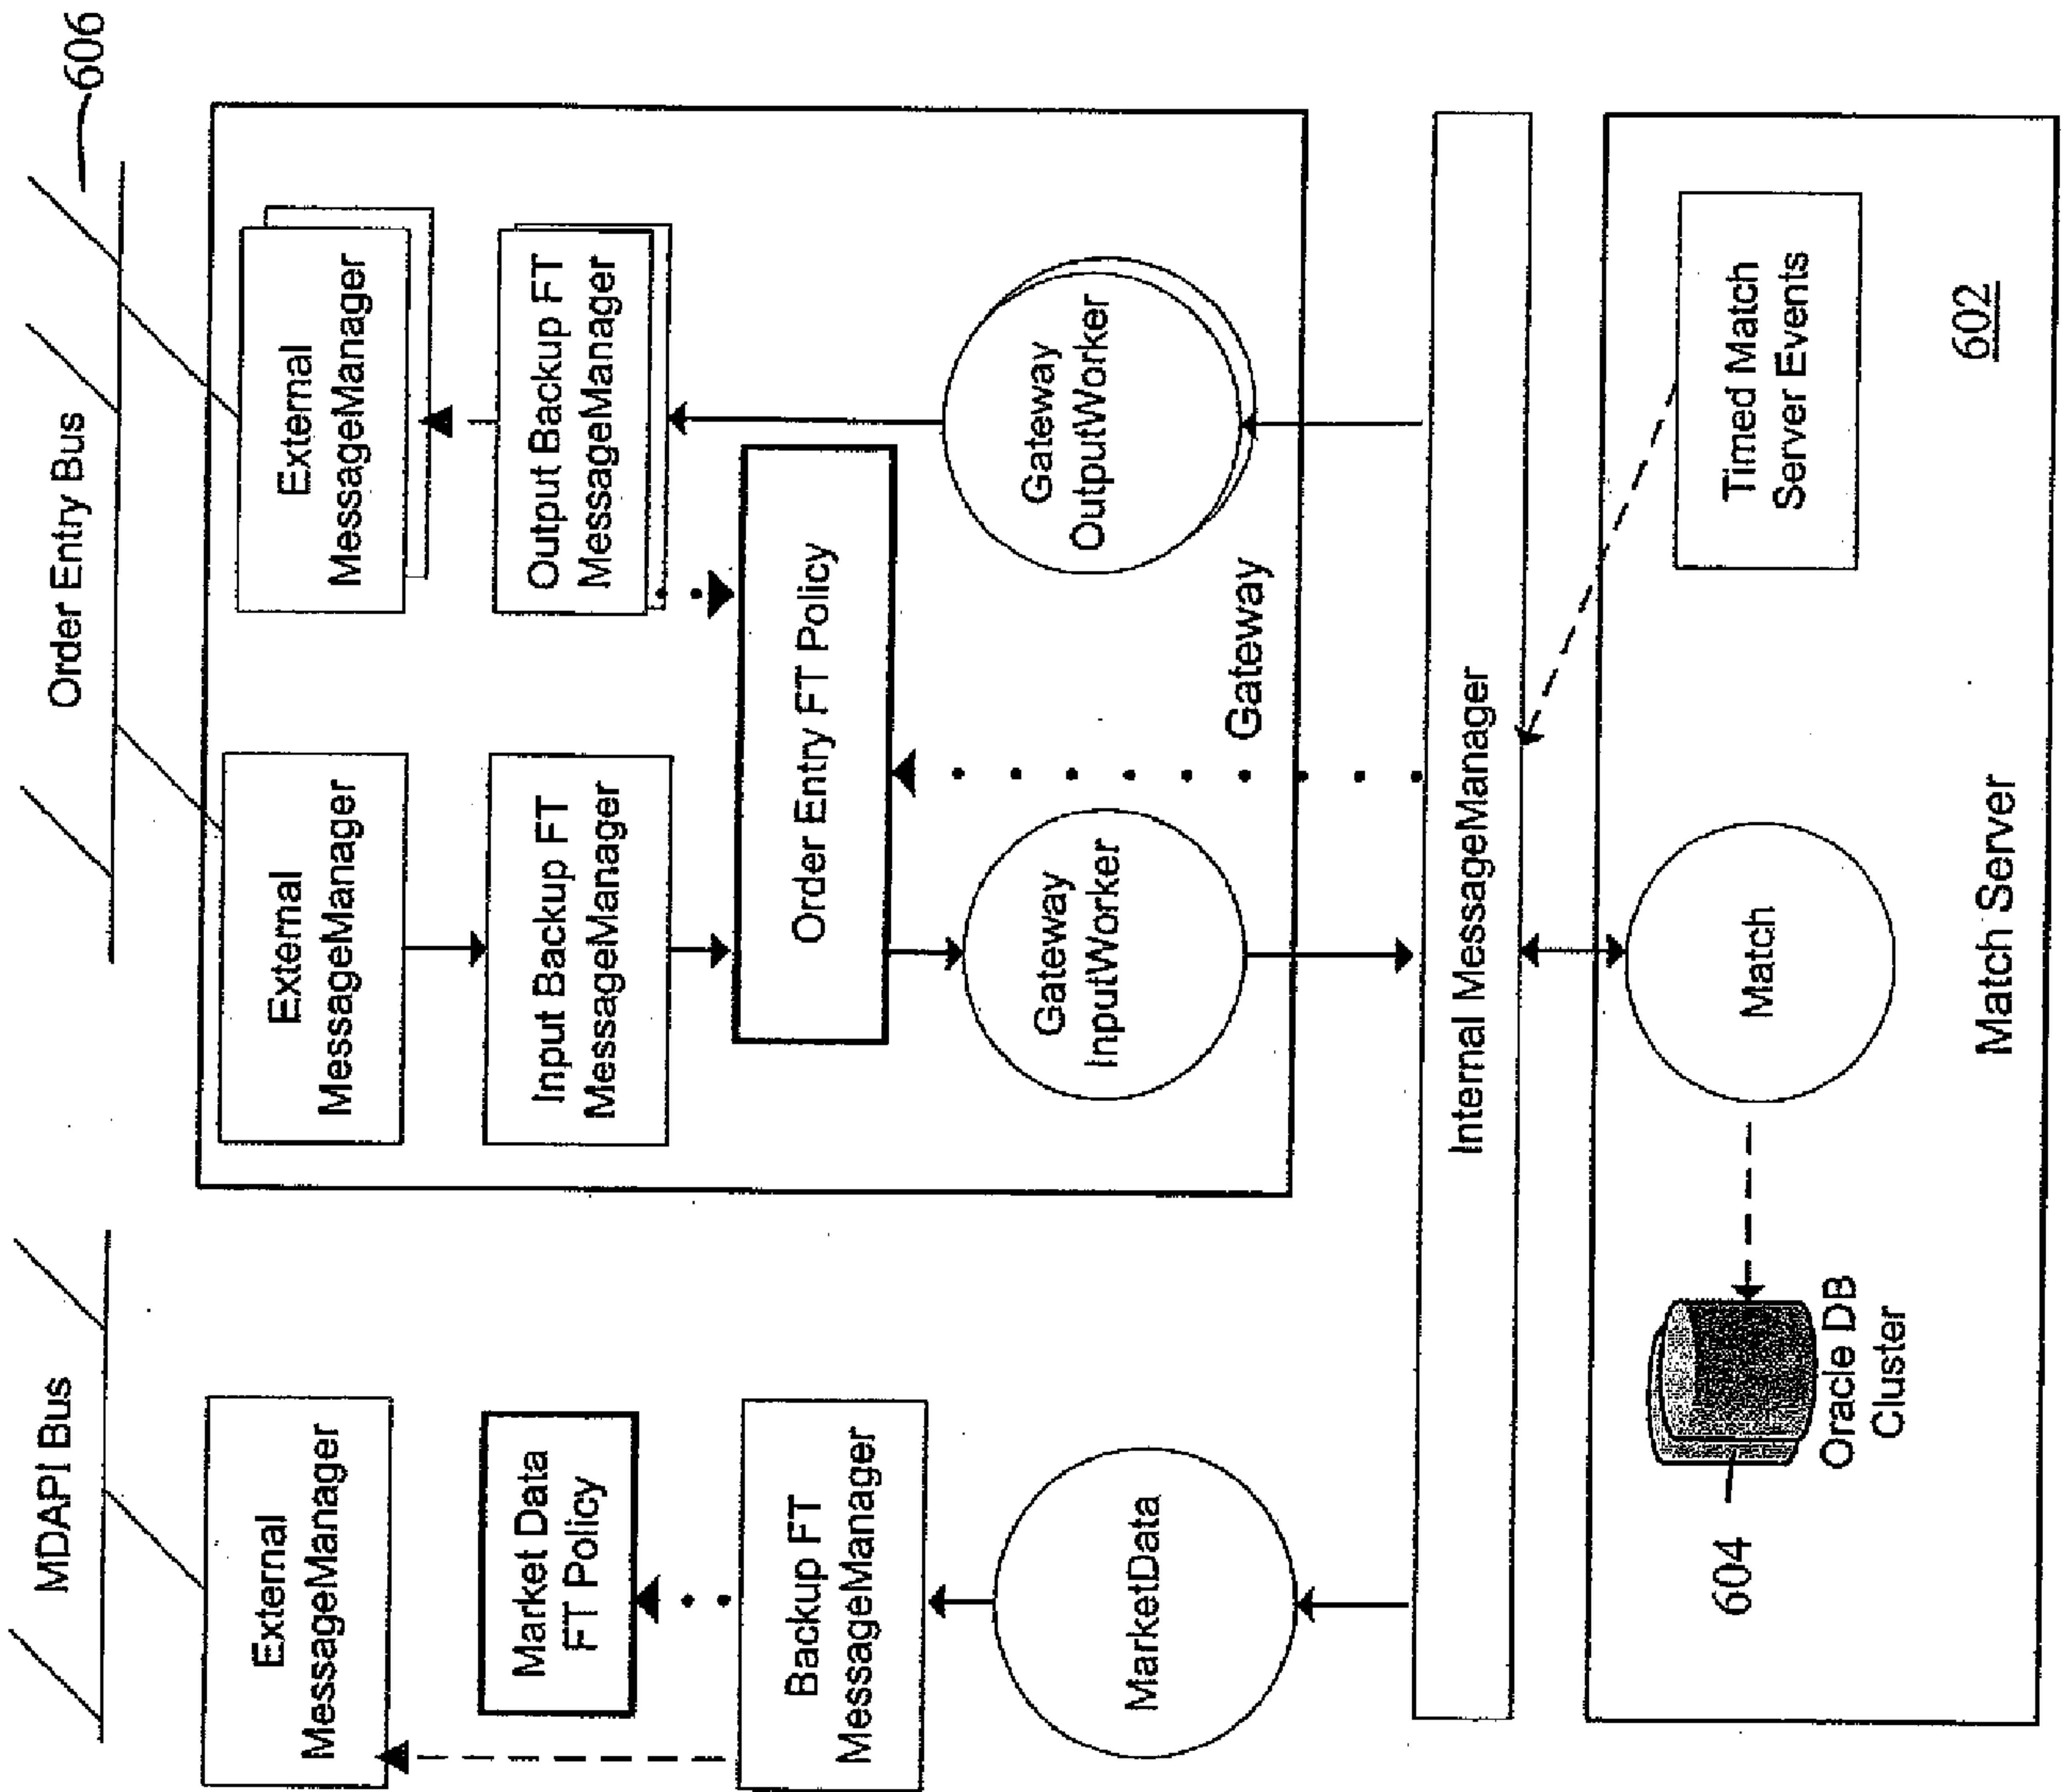 MDAPI Bus
Order Entry Bus
606
External
MessageManager
External
MessageManager
External
MessageManager
Market Data
FT Policy
Input Backup FT
MessageManager
Output Backup FT
MessageManager
Backup FT
MessageManager
Order Entry FT Policy
MarketData
Gateway
InputWorker
Gateway
OutputWorker
Gateway
Internal MessageManager
604
Oracle DB
Cluster
Match
Timed Match
Server Events
Match Server
602